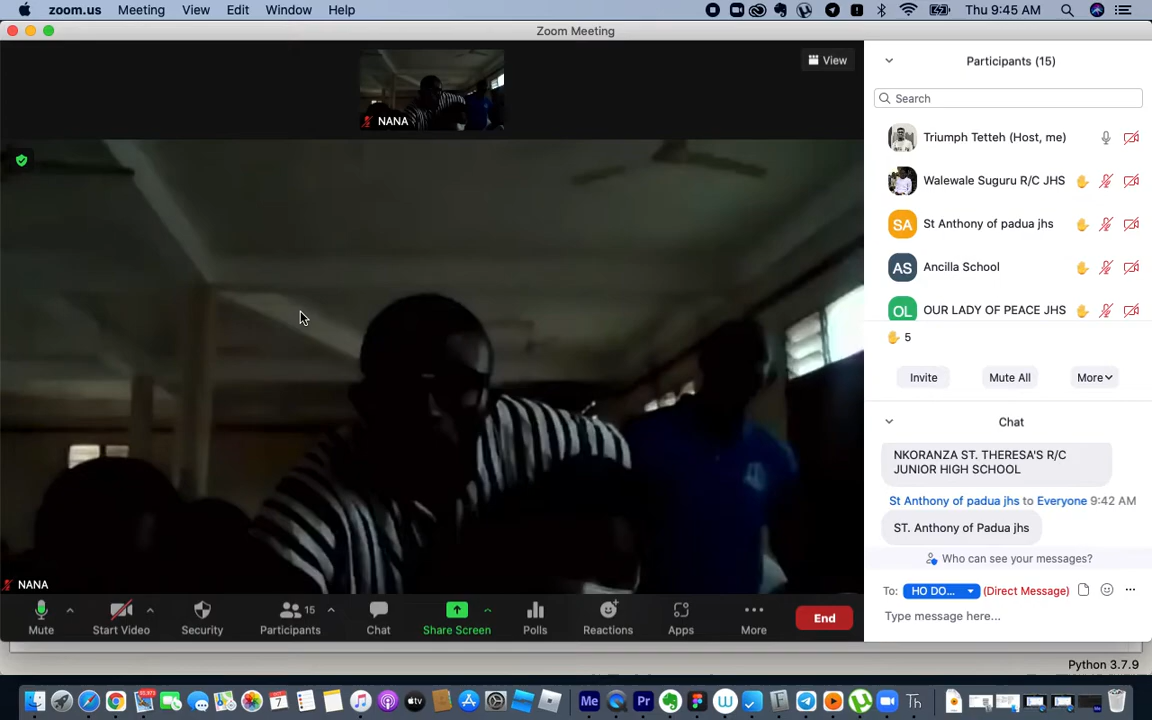 zoom.us Meeting View Edit Window Help Thu 9:45 AM
Zoom Meeting
View
NANA
NANA
Participants (15)
Search
Triumph Tetteh (Host, me)
Walewale Suguru R/C JHS
SA St Anthony of padua jhs
AS Ancilla School
OL OUR LADY OF PEACE JHS
5
Invite Mute All More
Chat
NKORANZA ST. THERESA'S R/C
JUNIOR HIGH SCHOOL
St Anthony of padua jhs to Everyone 9:42 AM
ST. Anthony of Padua jhs
Who can see your messages?
To: HO DO... (Direct Message)
Type message here...
15
Mute Start Video Security Participants Chat Share Screen Polls Reactions Apps More End
Python 3.7.9
7 tv Me Pr W Th